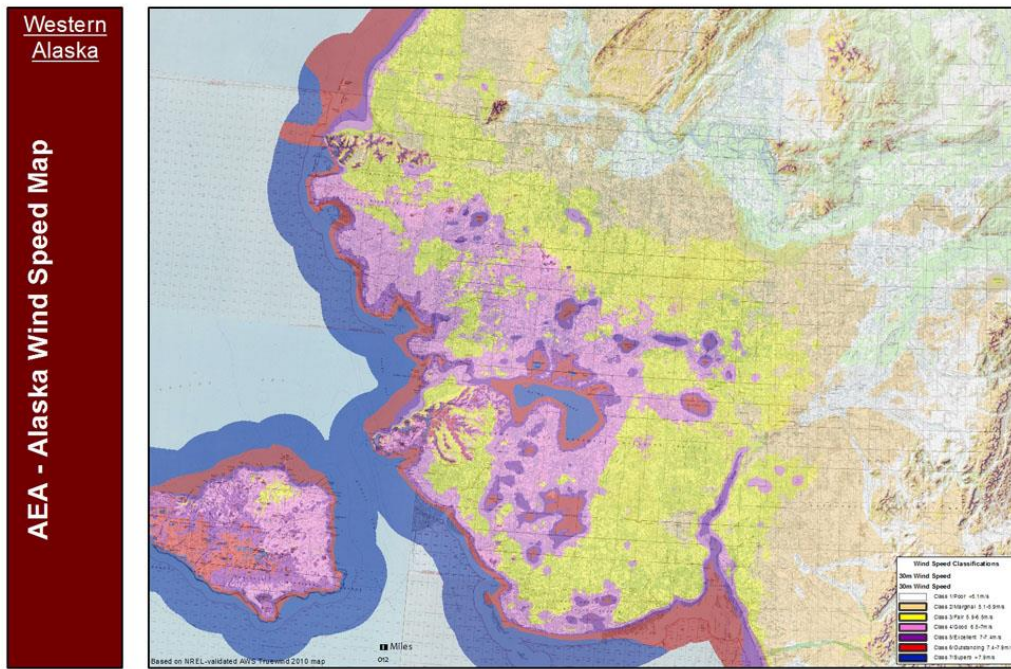 Western
Alaska
AEA - Alaska Wind Speed Map
Wind Speed Classifications
30m Wind Speed
30m Wind Speed
Class 1/Poor <5.1m/s
Class 2/Marginal 5.1-5.9m/s
Class 3/Fair 5.9-6.5m/s
Class 4/Good 6.5-7m/s
Class 5/Excellent 7-7.4m/s
Class 6/Outstanding 7.4-7.9m/s
Class 7/Superb >7.9m/s
Miles
012
Based on NREL-validated AWS Truewind 2010 map